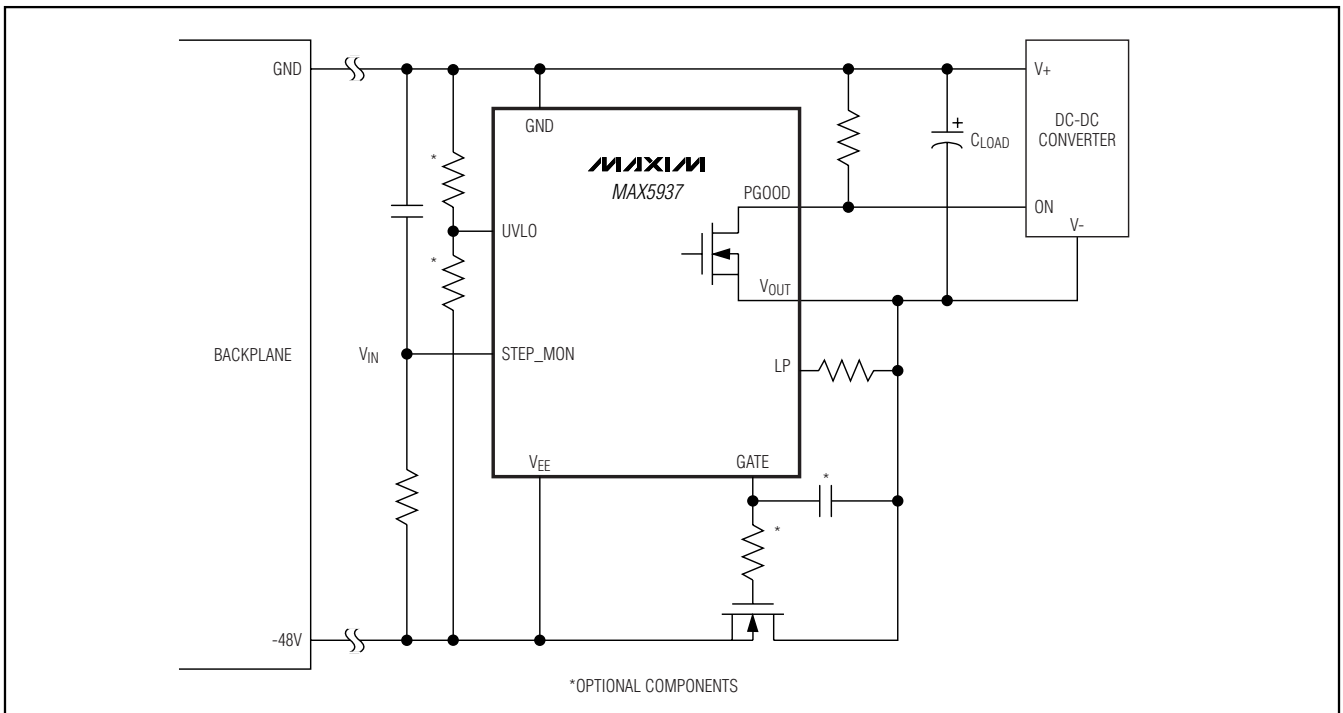 GND
V+
GND
DC-DC
CONVERTER
+
CLOAD
*
MAXIM
MAX5937
PGOOD
ON
UVLO
V-
*
VOUT
BACKPLANE
VIN
STEP_MON
LP
VEE
GATE
*
*
-48V
*OPTIONAL COMPONENTS